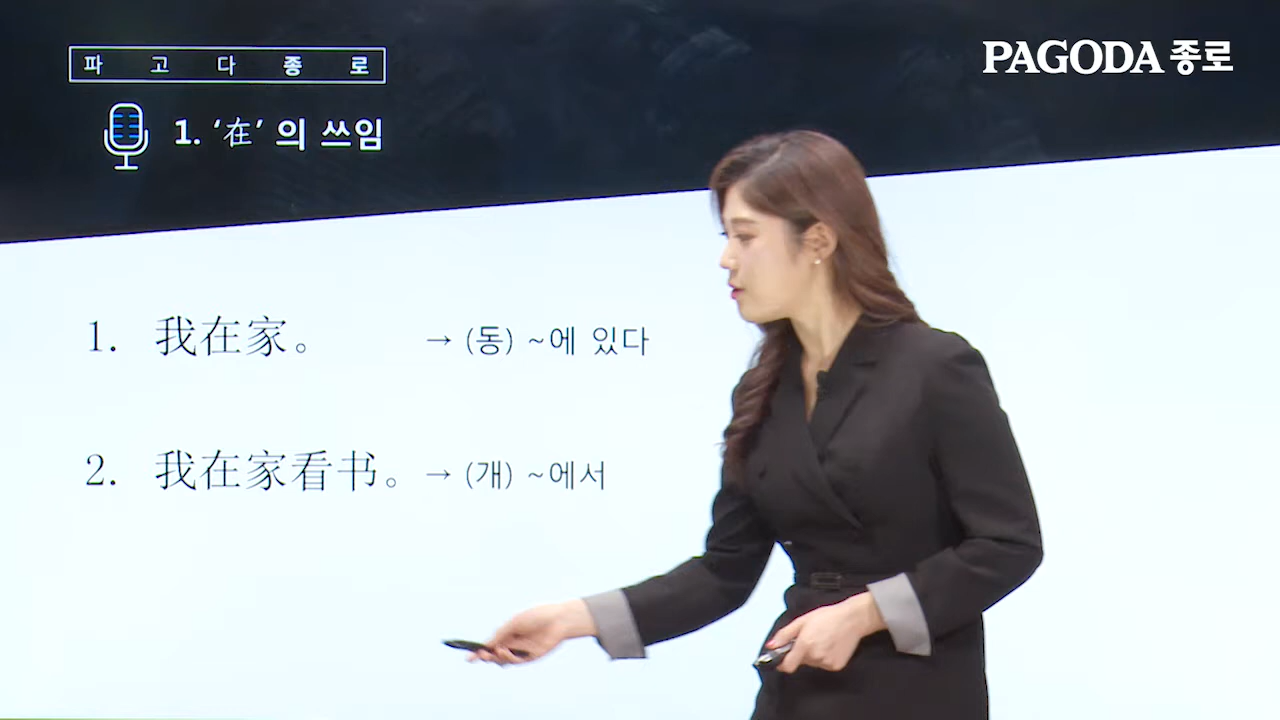 파 고 다 종 로
PAGODA 종로
1. ‘在’ 의 쓰임
1. 我在家。 → (동) ~에 있다
2. 我在家看书。 → (개) ~에서